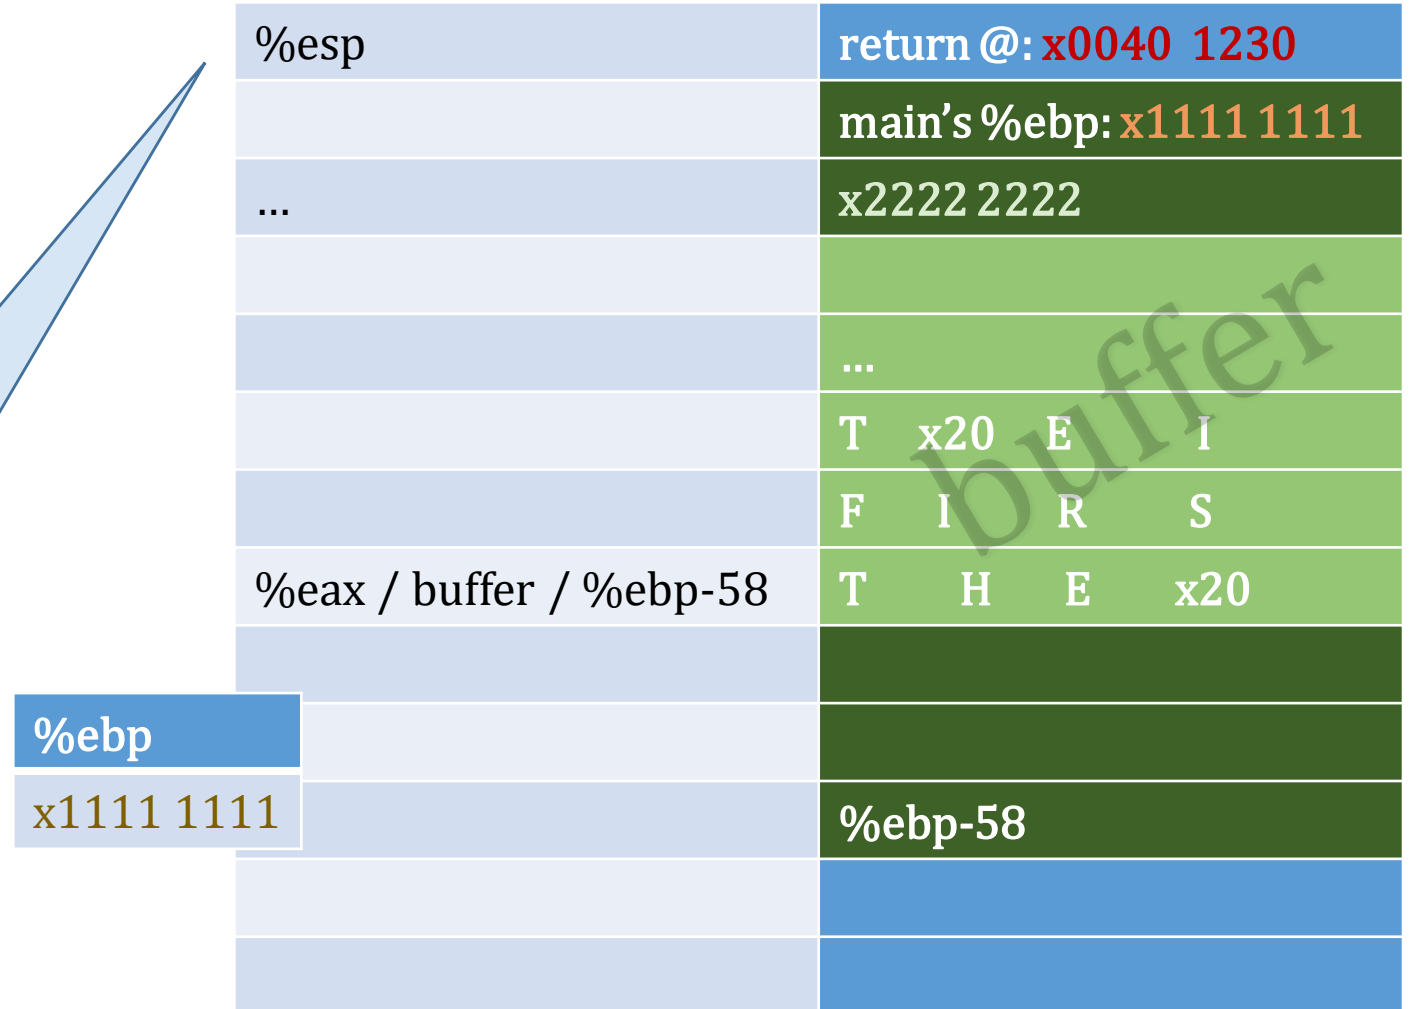 %esp return @: x0040 1230
main’s %ebp: x1111 1111
... x2222 2222
...
T x20 E I
F I R S
%eax / buffer / %ebp-58 T H E x20
buffer
%ebp
x1111 1111
%ebp-58